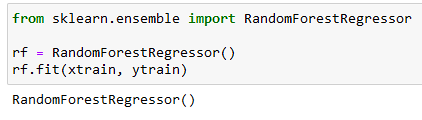 from sklearn.ensemble import RandomForestRegressor
rf = RandomForestRegressor()
rf.fit(xtrain, ytrain)
RandomForestRegressor()